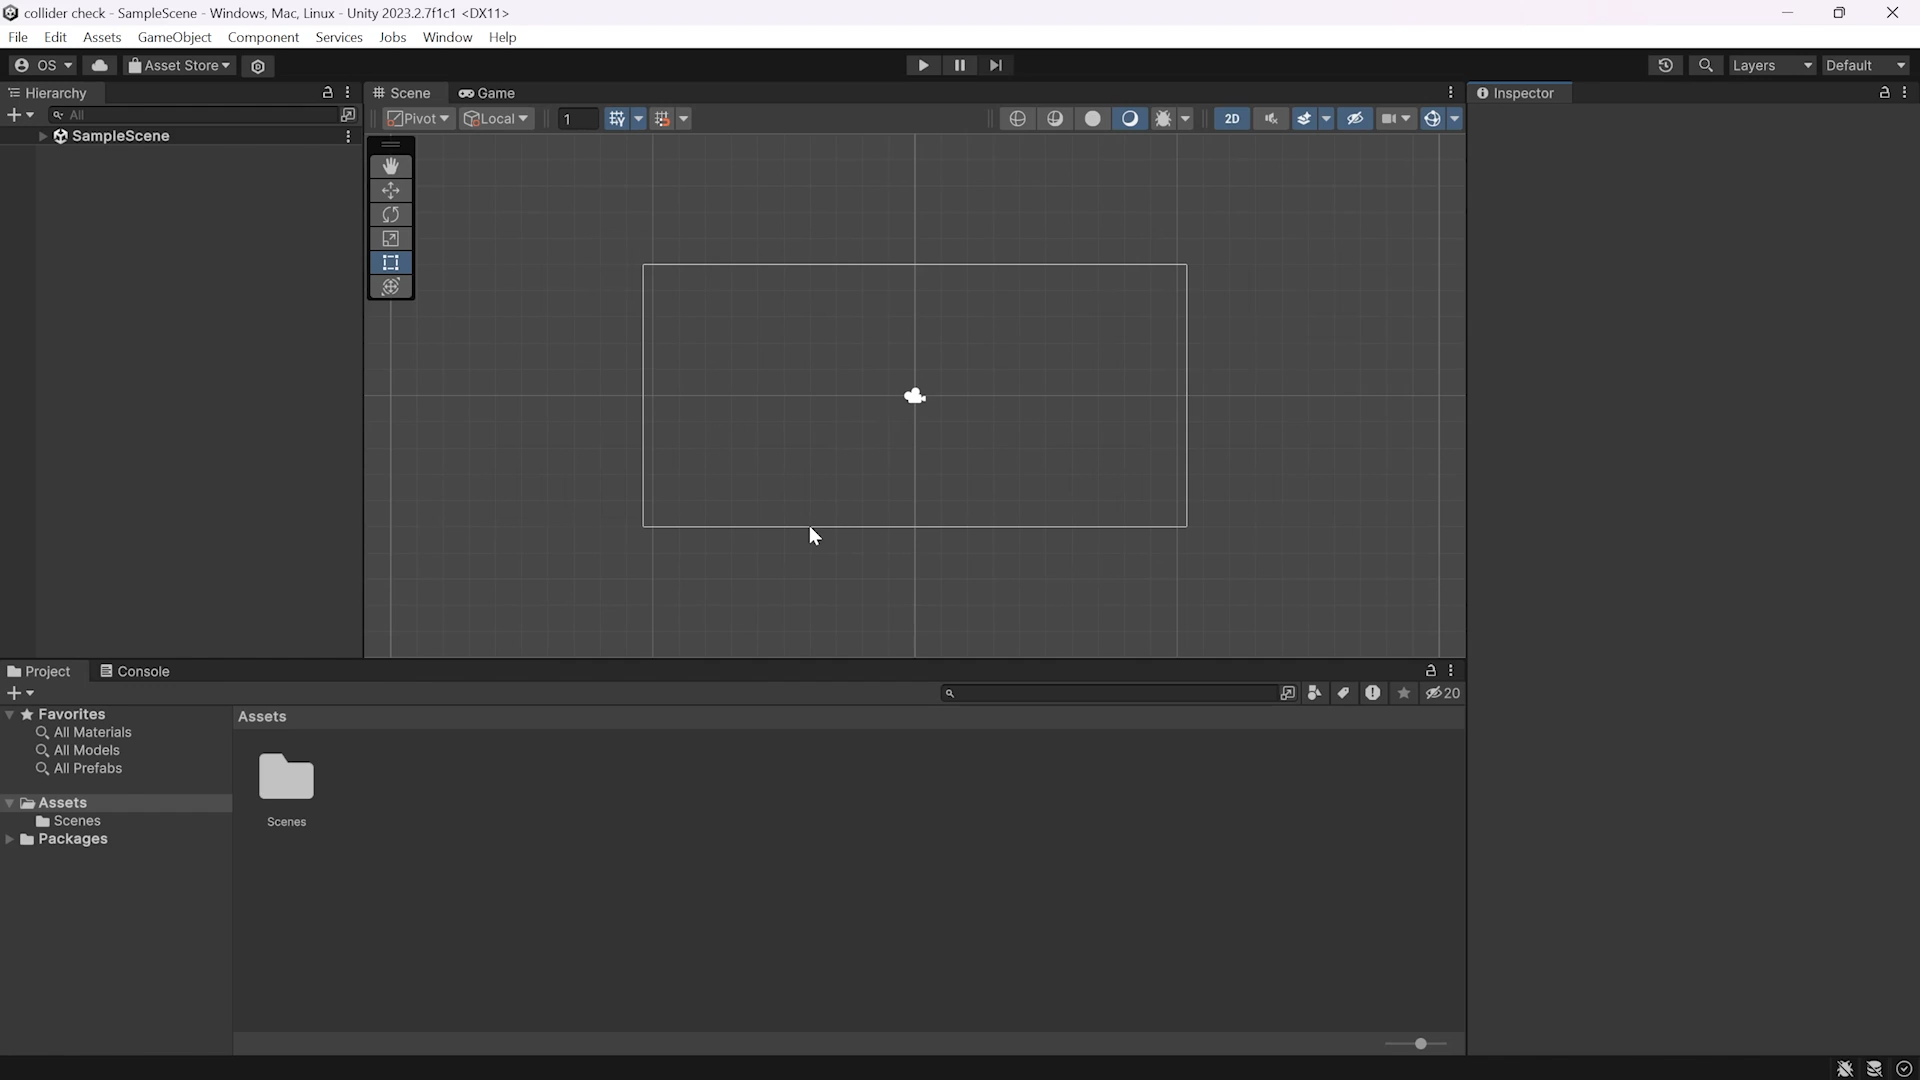 collider check - SampleScene - Windows, Mac, Linux - Unity 2023.2.7f1c1 <DX11>
File Edit Assets GameObject Component Services Jobs Window Help
OS Asset Store Layers Default
Hierarchy Scene Game Inspector
All Pivot Local 1 2D
SampleScene
Project Console
20
Favorites Assets
All Materials
All Models
All Prefabs
Assets
Scenes Scenes
Packages